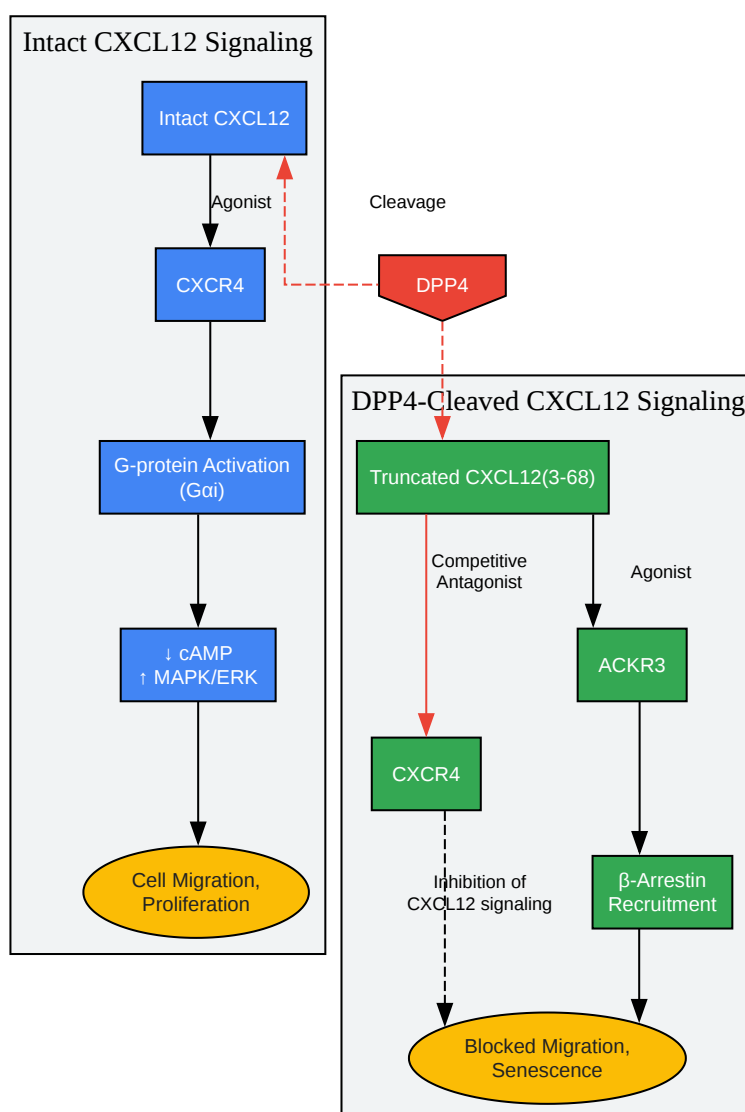 Intact CXCL12 Signaling
Intact CXCL12
Agonist
Cleavage
CXCR4
DPP4
DPP4-Cleaved CXCL12 Signaling
G-protein Activation
(Gαi)
Truncated CXCL12(3-68)
Competitive
Antagonist
Agonist
↓ cAMP
↑ MAPK/ERK
ACKR3
CXCR4
Cell Migration,
Proliferation
Inhibition of
CXCL12 signaling
β-Arrestin
Recruitment
Blocked Migration,
Senescence